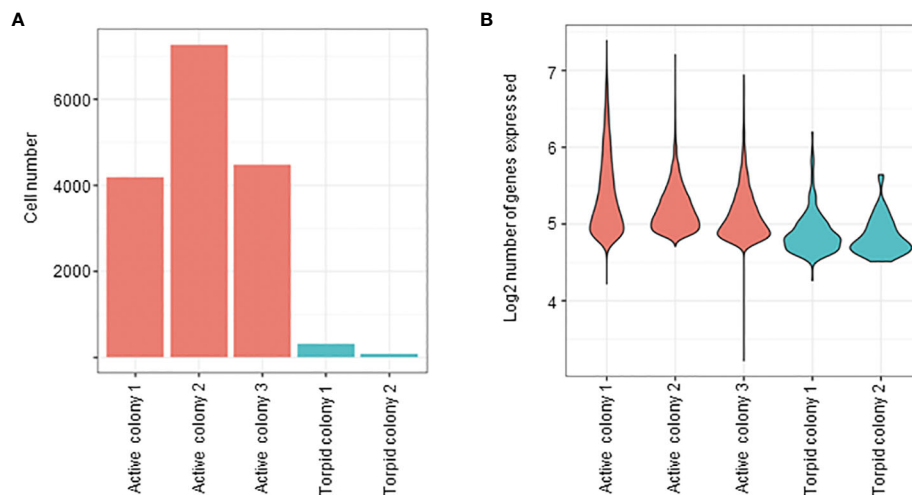 A
Cell number
6000
4000
2000
Active colony 1
Active colony 2
Active colony 3
Torpid colony 1
Torpid colony 2
B
Log2 number of genes expressed
7
6
5
4
Active colony 1
Active colony 2
Active colony 3
Torpid colony 1
Torpid colony 2